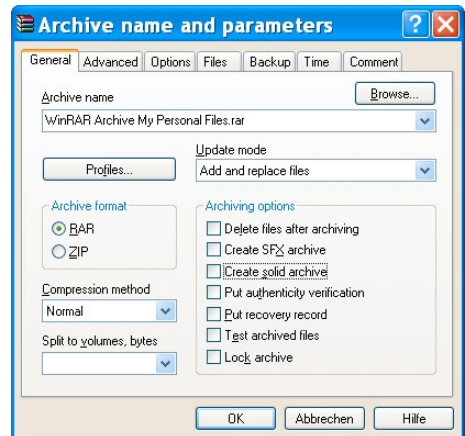 Archive name and parameters
General Advanced Options Files Backup Time Comment
Archive name
Browse...
WinRAR Archive My Personal Files.rar
Update mode
Profiles...
Add and replace files
Archive format
RAR
ZIP
Compression method
Normal
Split to volumes, bytes
Archiving options
Delete files after archiving
Create SFX archive
Create solid archive
Put authenticity verification
Put recovery record
Test archived files
Lock archive
OK Abbrechen Hilfe